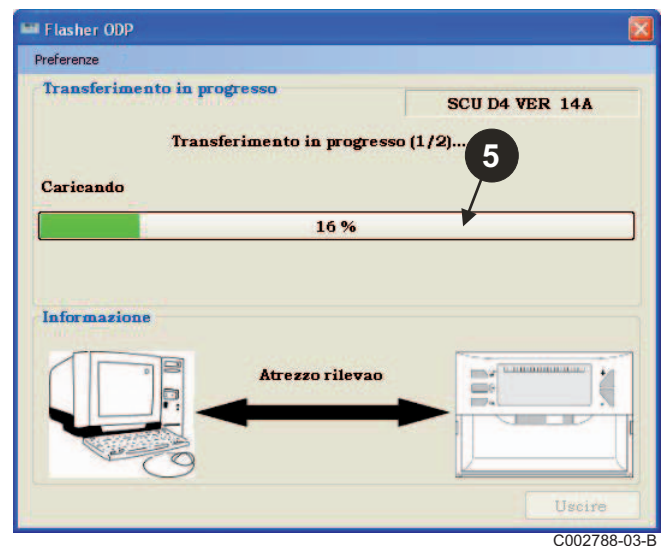 Flasher ODP
Preferenze
Transferimento in progresso
SCU D4 VER 14A
Transferimento in progresso (1/2)...
5
Caricando
16 %
Informazione
Atrezzo rilevao
Uscire
C002788-03-B